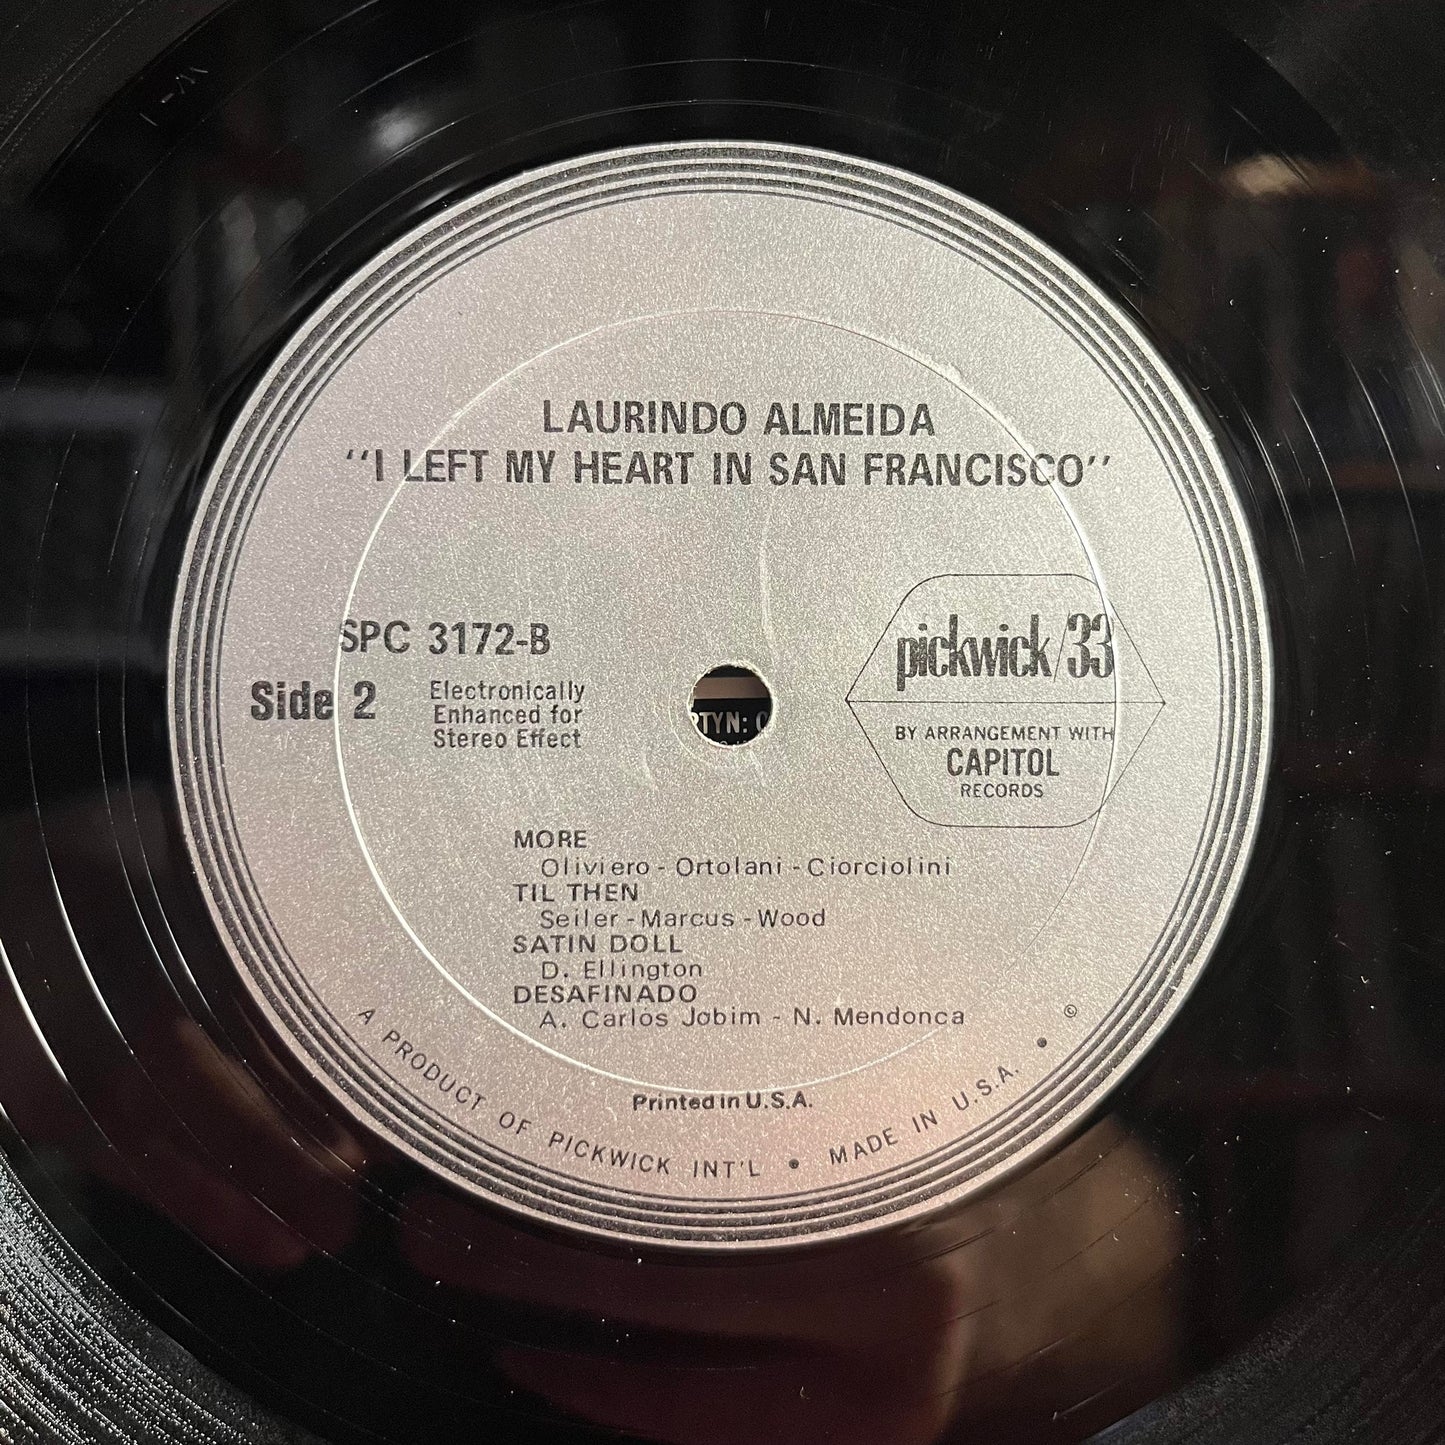 LAURINDO ALMEIDA
''I LEFT MY HEART IN SAN FRANCISCO''
SPC 3172-B
Side 2
Electronically
Enhanced for
Stereo Effect
RTYN:
pickwick/33
BY ARRANGEMENT WITH
CAPITOL
RECORDS
MORE
Oliviero - Ortolani - Ciorciolini
TIL THEN
Seiler - Marcus - Wood
SATIN DOLL
D. Ellington
DESAFINADO
A. Carlos Jobim - N. Mendonca
©
Printed in U.S.A.
A PRODUCT OF PICKWICK INT'L • MADE IN U.S.A. •